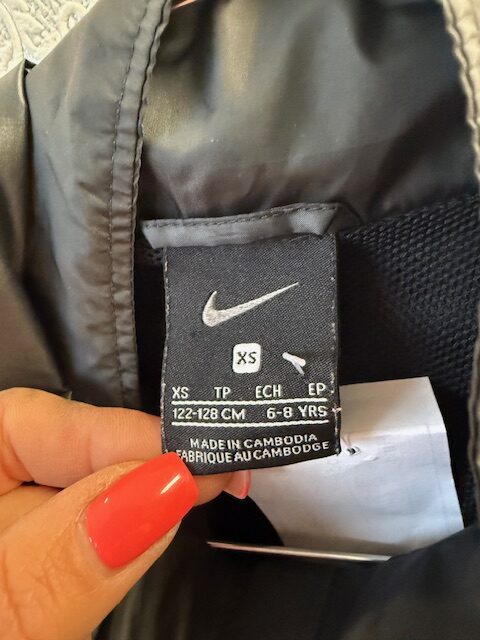 XS
XS TP ECH EP
122-128 CM 6-8 YRS
MADE IN CAMBODIA
FABRIQUE AU CAMBODGE